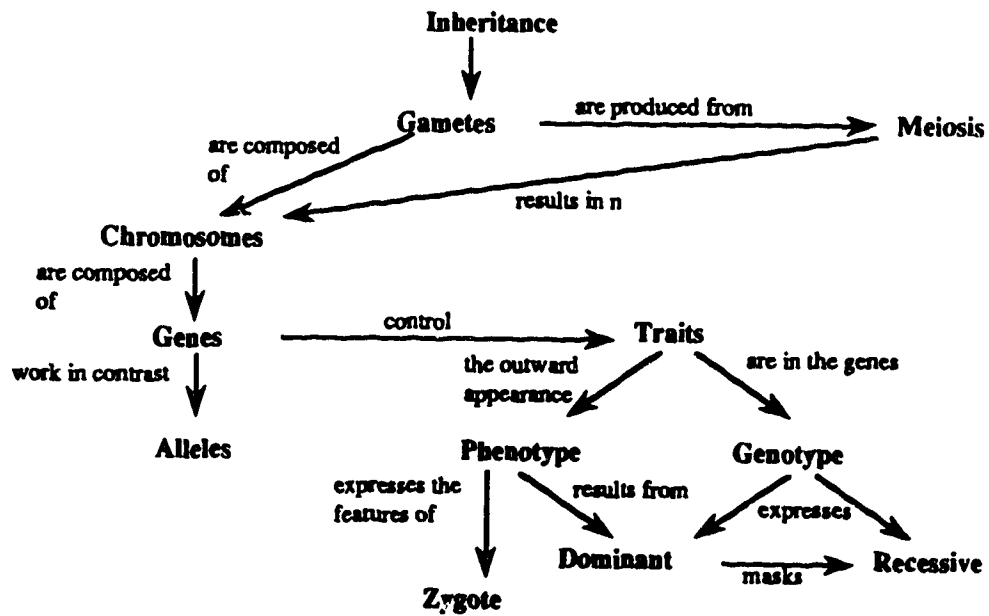 Inheritance
Gametes
are produced from
Meiosis
are composed
of
results in n
Chromosomes
are composed
of
Genes
control
Traits
work in contrast
the outward
appearance
are in the genes
Alleles
Phenotype
Genotype
expresses the
features of
results from
expresses
Dominant
masks
Recessive
Zygote